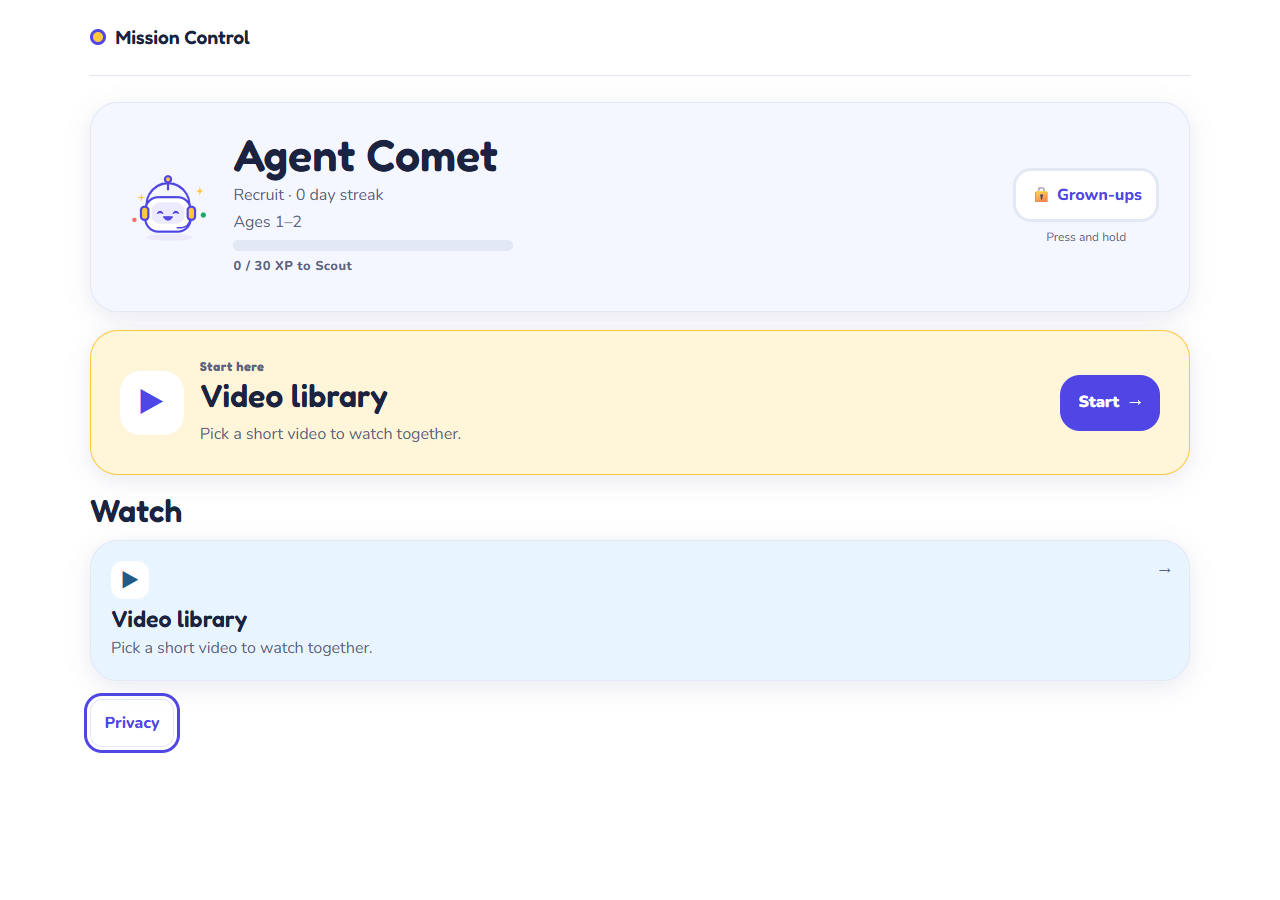 Mission Control
Agent Comet
Recruit · 0 day streak
Ages 1–2
0 / 30 XP to Scout
Grown-ups
Press and hold
Start here
Video library
Pick a short video to watch together.
Start →
Watch
→
Video library
Pick a short video to watch together.
Privacy